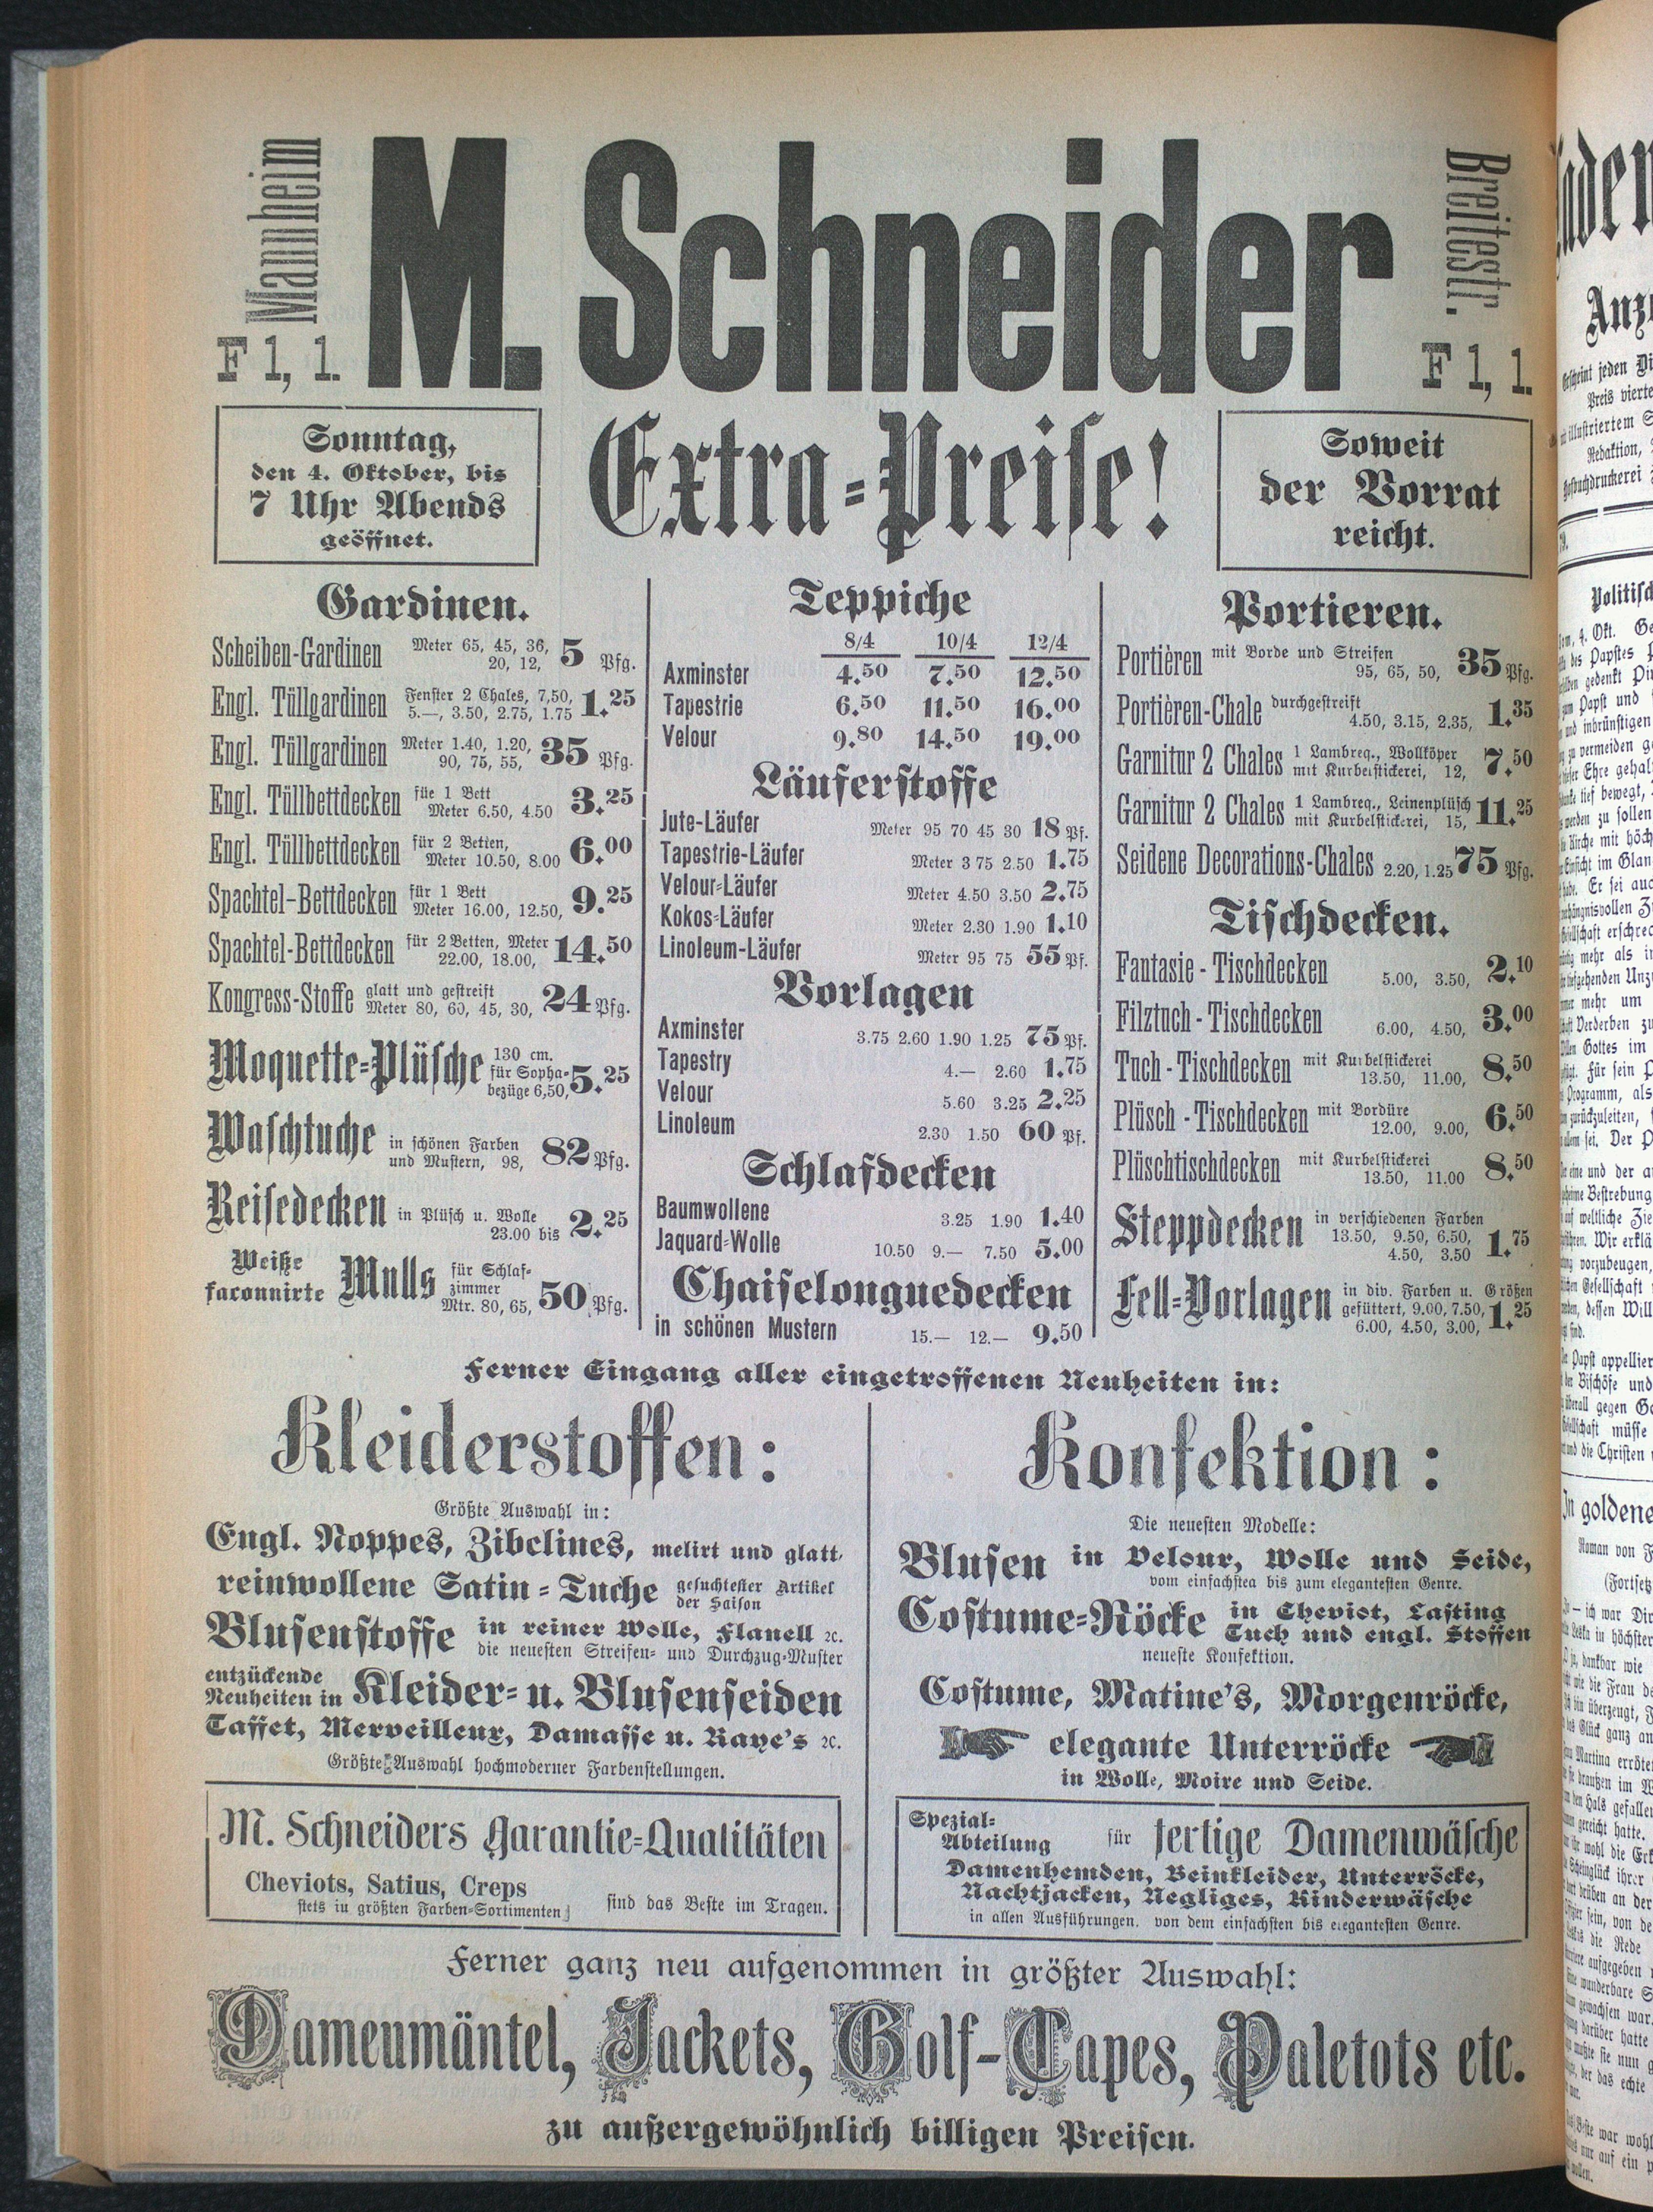 Mannheim
F 1, 1.
M. Schneider
Breitestr.
F 1, 1.
Sonntag,
den 4. Oktober, bis
7 Uhr Abends
geöffnet.
Extra-Preise!
Soweit
der Vorrat
reicht.
Gardinen.
Scheiben-Gardinen Meter 65, 45, 36, 20, 12, 5 Pfg.
Engl. Tüllgardinen Fenster 2 Chales, 7,50, 5.—, 3.50, 2.75, 1.75 1.25
Engl. Tüllgardinen Meter 1.40, 1.20, 90, 75, 55, 35 Pfg.
Engl. Tüllbettdecken füe 1 Bett Meter 6.50, 4.50 3.25
Engl. Tüllbettdecken für 2 Betten, Meter 10.50, 8.00 6.00
Spachtel-Bettdecken für 1 Bett Meter 16.00, 12.50, 9.25
Spachtel-Bettdecken für 2 Betten, Meter 22.00, 18.00, 14.50
Kongress-Stoffe glatt und gestreift Meter 80, 60, 45, 30, 24 Pfg.
Moquette-Plüsche 130 cm. für Sopha-bezüge 6,50, 5.25
Waschtuche in schönen Farben und Mustern, 98, 82 Pfg.
Reisedecken in Plüsch u. Wolle 23.00 bis 2.25
Weiße faconnirte Mulls für Schlaf-zimmer Mtr. 80, 65, 50 Pfg.
Teppiche
8/4 10/4 12/4
Axminster 4.50 7.50 12.50
Tapestrie 6.50 11.50 16.00
Velour 9.80 14.50 19.00
Läuferstoffe
Jute-Läufer Meter 95 70 45 30 18 Pf.
Tapestrie-Läufer Meter 3 75 2.50 1.75
Velour-Läufer Meter 4.50 3.50 2.75
Kokos-Läufer Meter 2.30 1.90 1.10
Linoleum-Läufer Meter 95 75 55 Pf.
Vorlagen
Axminster 3.75 2.60 1.90 1.25 75 Pf.
Tapestry 4.— 2.60 1.75
Velour 5.60 3.25 2.25
Linoleum 2.30 1.50 60 Pf.
Schlafdecken
Baumwollene 3.25 1.90 1.40
Jaquard-Wolle 10.50 9.— 7.50 5.00
Chaiselonguedecken
in schönen Mustern 15.— 12.— 9.50
Portieren.
Portièren mit Borde und Streifen 95, 65, 50, 35 Pfg.
Portièren-Chale durchgestreift 4.50, 3.15, 2.35, 1.35
Garnitur 2 Chales 1 Lambreq., Wollköper mit Kurbelstickerei, 12, 7.50
Garnitur 2 Chales 1 Lambreq., Leinenplüsch mit Kurbelstickerei, 15, 11.25
Seidene Decorations-Chales 2.20, 1.25 75 Pfg.
Tischdecken.
Fantasie-Tischdecken 5.00, 3.50, 2.10
Filztuch-Tischdecken 6.00, 4.50, 3.00
Tuch-Tischdecken mit Kurbelstickerei 13.50, 11.00, 8.50
Plüsch-Tischdecken mit Bordüre 12.00, 9.00, 6.50
Plüschtischdecken mit Kurbelstickerei 13.50, 11.00 8.50
Steppdecken in verschiedenen Farben 13.50, 9.50, 6.50, 4.50, 3.50 1.75
Fell-Vorlagen in div. Farben u. Größen gefüttert, 9.00, 7.50, 6.00, 4.50, 3.00, 1.25
Ferner Eingang aller eingetroffenen Neuheiten in:
Kleiderstoffen:
Größte Auswahl in:
Engl. Noppes, Zibelines, melirt und glatt,
reinwollene Satin-Tuche gesuchtester Artikel der Saison
Blusenstoffe in reiner Wolle, Flanell ꝛc.
die neuesten Streifen- und Durchzug-Muster
entzückende Neuheiten in Kleider- u. Blusenseiden
Taffet, Merveilleux, Damasse u. Raye's ꝛc.
Größte Auswahl hochmoderner Farbenstellungen.
M. Schneiders Garantie-Qualitäten
Cheviots, Satius, Creps
stets in größten Farben-Sortimenten sind das Beste im Tragen.
Konfektion:
Die neuesten Modelle:
Blusen in Velour, Wolle und Seide,
vom einfachsten bis zum elegantesten Genre.
Costume-Röcke in Cheviot, Lasting
Tuch und engl. Stoffen
neueste Konfektion.
Costume, Matine's, Morgenröcke,
elegante Unterröcke
in Wolle, Moire und Seide.
Spezial-Abteilung für fertige Damenwäsche
Damenhemden, Beinkleider, Unterröcke,
Nachtjacken, Negliges, Kinderwäsche
in allen Ausführungen, von dem einfachsten bis elegantesten Genre.
Ferner ganz neu aufgenommen in größter Auswahl:
Damenmäntel, Jackets, Golf-Capes, Paletots etc.
zu außergewöhnlich billigen Preisen.